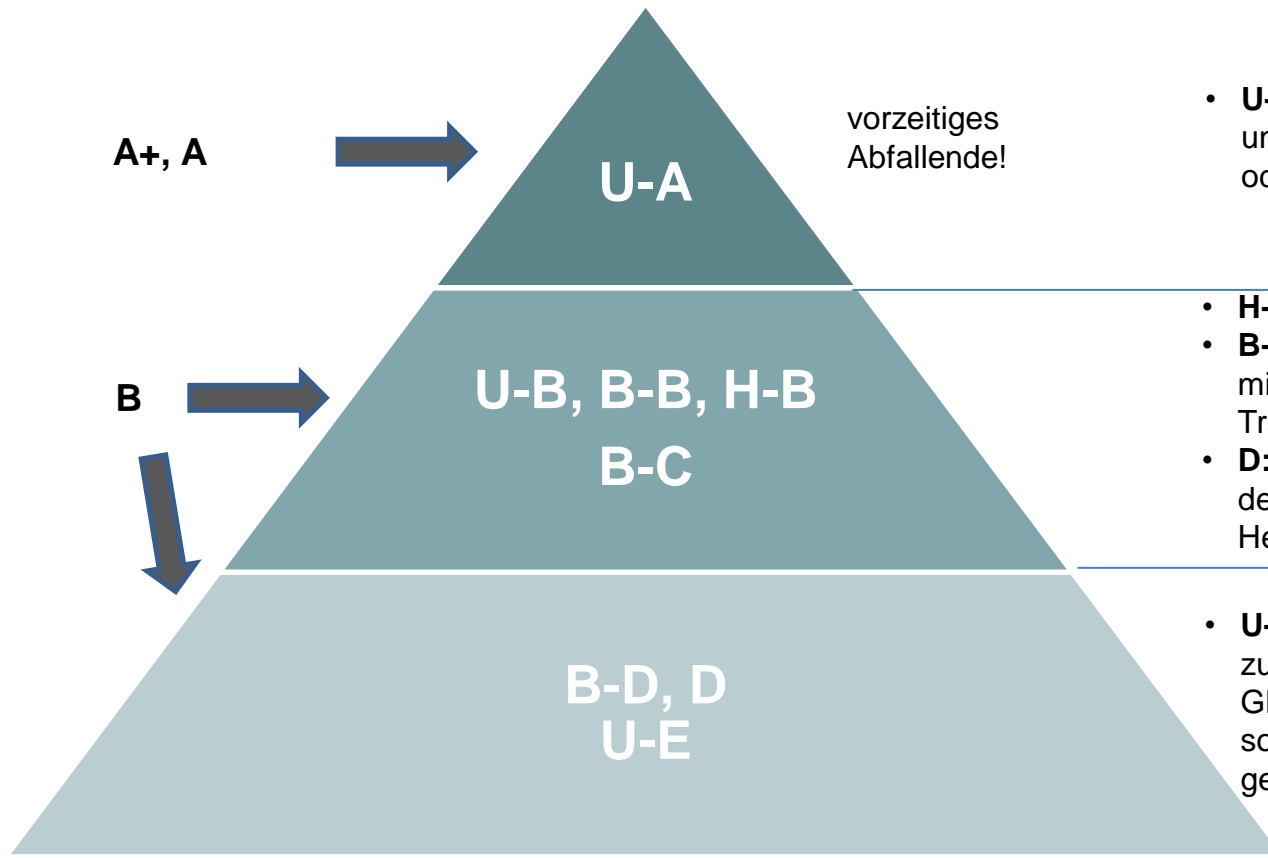 A+, A
U-A
vorzeitiges
Abfallende!
B
U-B, B-B, H-B
B-C
B-D, D
U-E
• U-
• H-
• B-
• D: